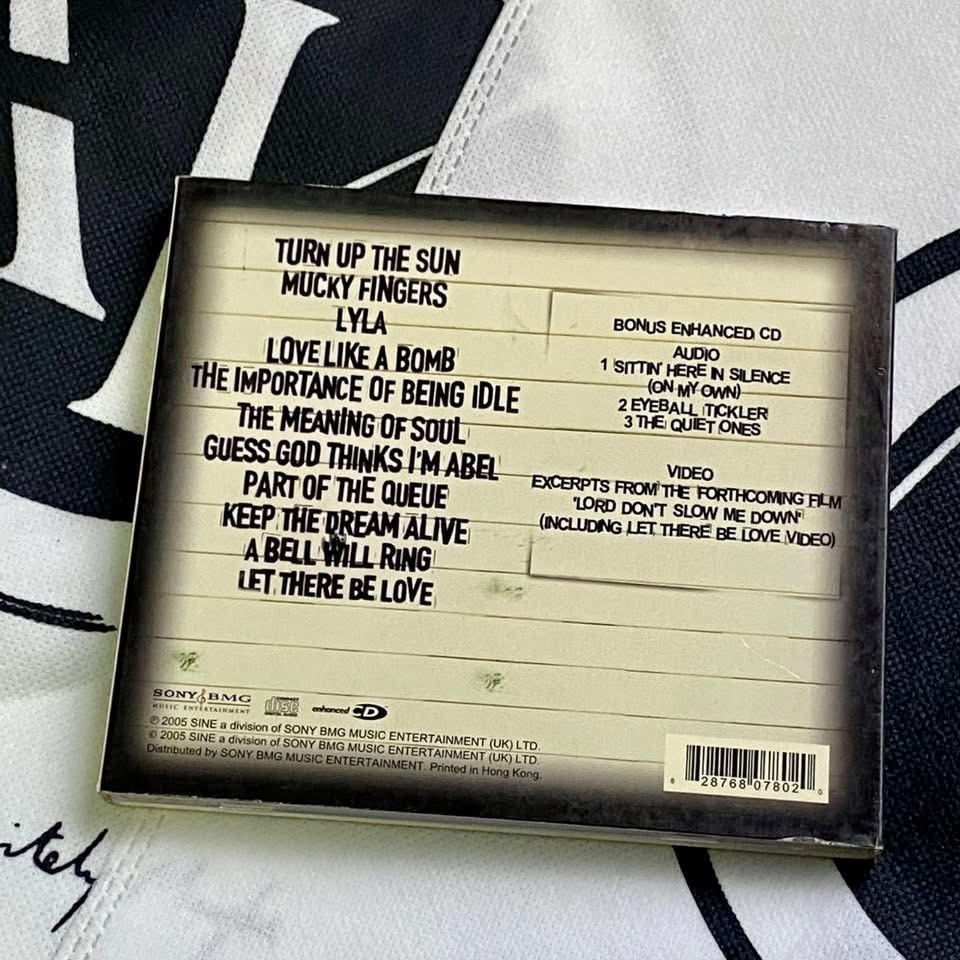 TURN UP THE SUN
MUCKY FINGERS
LYLA
LOVE LIKE A BOMB
THE IMPORTANCE OF BEING IDLE
THE MEANING OF SOUL
GUESS GOD THINKS I'M ABEL
PART OF THE QUEUE
KEEP THE DREAM ALIVE
A BELL WILL RING
LET THERE BE LOVE
BONUS ENHANCED CD
AUDIO
1 SITTIN' HERE IN SILENCE
(ON MY OWN)
2 EYEBALL TICKLER
3 THE QUIET ONES
VIDEO
EXCERPTS FROM THE FORTHCOMING FILM
'LORD DON'T SLOW ME DOWN'
(INCLUDING LET THERE BE LOVE VIDEO)
SONY BMG
MUSIC ENTERTAINMENT
COMPACT
disc
DIGITAL AUDIO
enhanced CD
℗ 2005 SINE a division of SONY BMG MUSIC ENTERTAINMENT (UK) LTD.
© 2005 SINE a division of SONY BMG MUSIC ENTERTAINMENT (UK) LTD.
Distributed by SONY BMG MUSIC ENTERTAINMENT. Printed in Hong Kong.
8 28768 07802 0